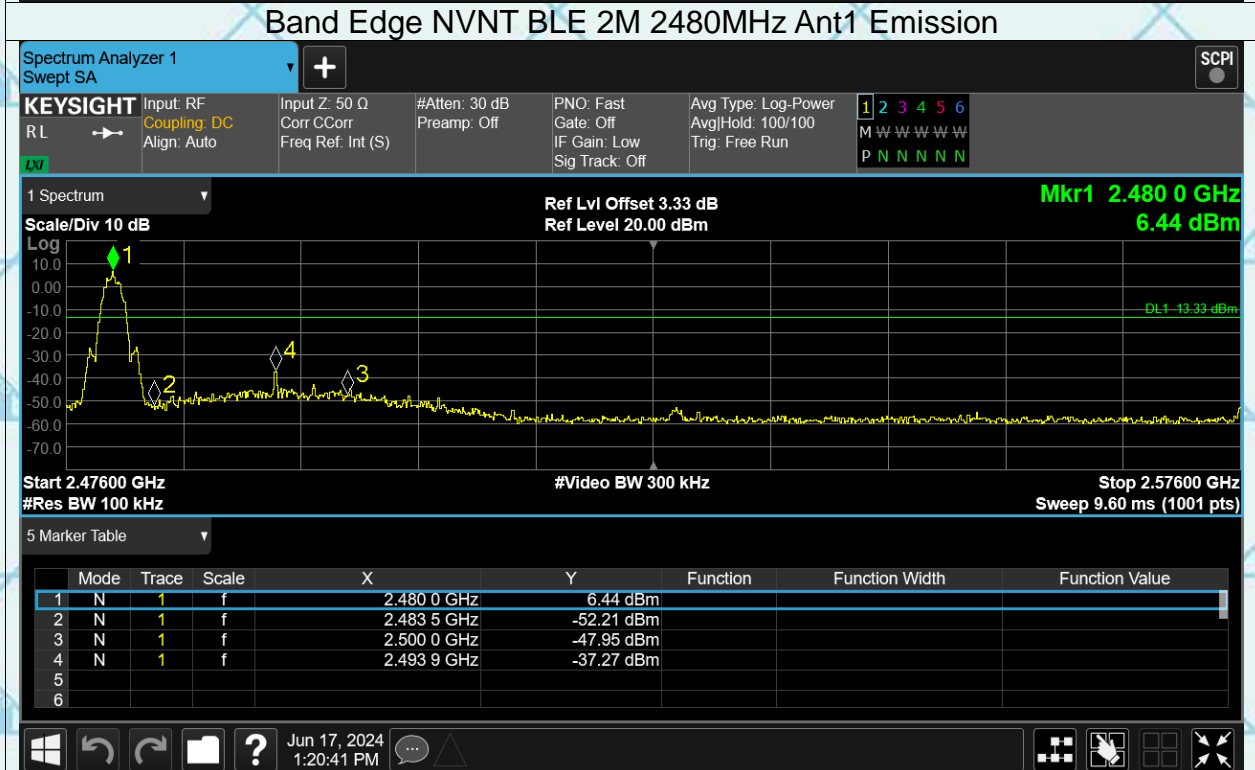 Band Edge NVNT BLE 2M 2480MHz Ant1 Emission
Spectrum Analyzer 1
Swept SA
SCPI
KEYSIGHT
RL
LXI
Input: RF
Coupling: DC
Align: Auto
Input Z: 50 Ω
Corr CCorr
Freq Ref: Int (S)
#Atten: 30 dB
Preamp: Off
PNO: Fast
Gate: Off
IF Gain: Low
Sig Track: Off
Avg Type: Log-Power
Avg|Hold: 100/100
Trig: Free Run
1 2 3 4 5 6
M W W W W W
P N N N N N
1 Spectrum
Scale/Div 10 dB
Ref Lvl Offset 3.33 dB
Ref Level 20.00 dBm
Mkr1 2.480 0 GHz
6.44 dBm
Log
10.0
0.00
-10.0
-20.0
-30.0
-40.0
-50.0
-60.0
-70.0
1
2
4
3
DL1 -13.33 dBm
Start 2.47600 GHz
#Res BW 100 kHz
#Video BW 300 kHz
Stop 2.57600 GHz
Sweep 9.60 ms (1001 pts)
5 Marker Table
Mode Trace Scale X Y Function Function Width Function Value
1 N 1 f 2.480 0 GHz 6.44 dBm
2 N 1 f 2.483 5 GHz -52.21 dBm
3 N 1 f 2.500 0 GHz -47.95 dBm
4 N 1 f 2.493 9 GHz -37.27 dBm
5
6
?
Jun 17, 2024
1:20:41 PM